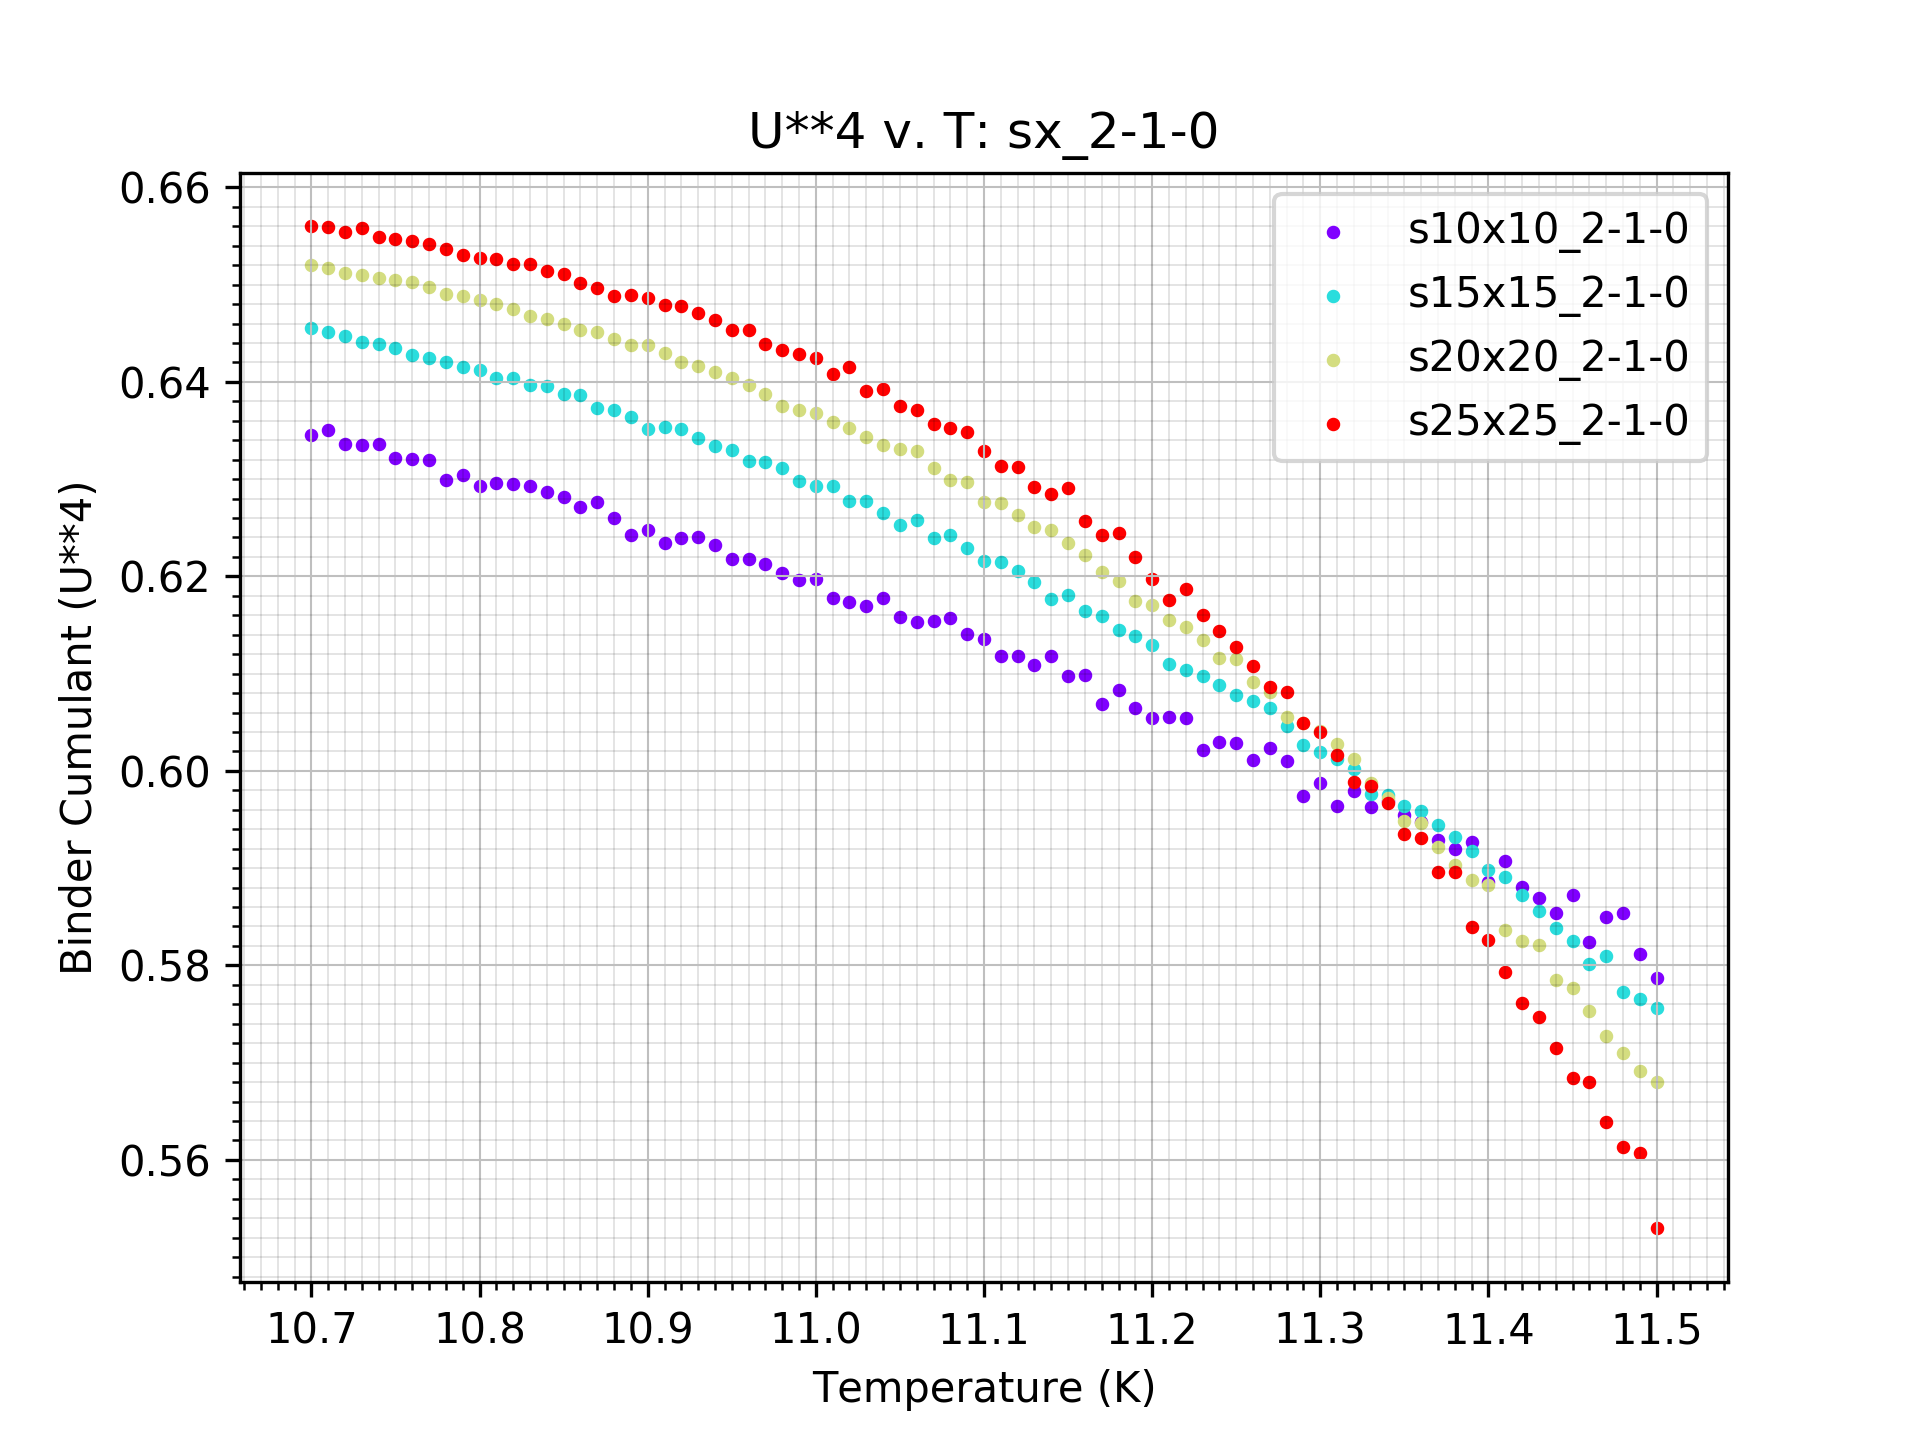 U**4 v. T: sx_2-1-0
Binder Cumulant (U**4)
0.66
0.64
0.62
0.60
0.58
0.56
s10x10_2-1-0
s15x15_2-1-0
s20x20_2-1-0
s25x25_2-1-0
10.7 10.8 10.9 11.0 11.1 11.2 11.3 11.4 11.5
Temperature (K)